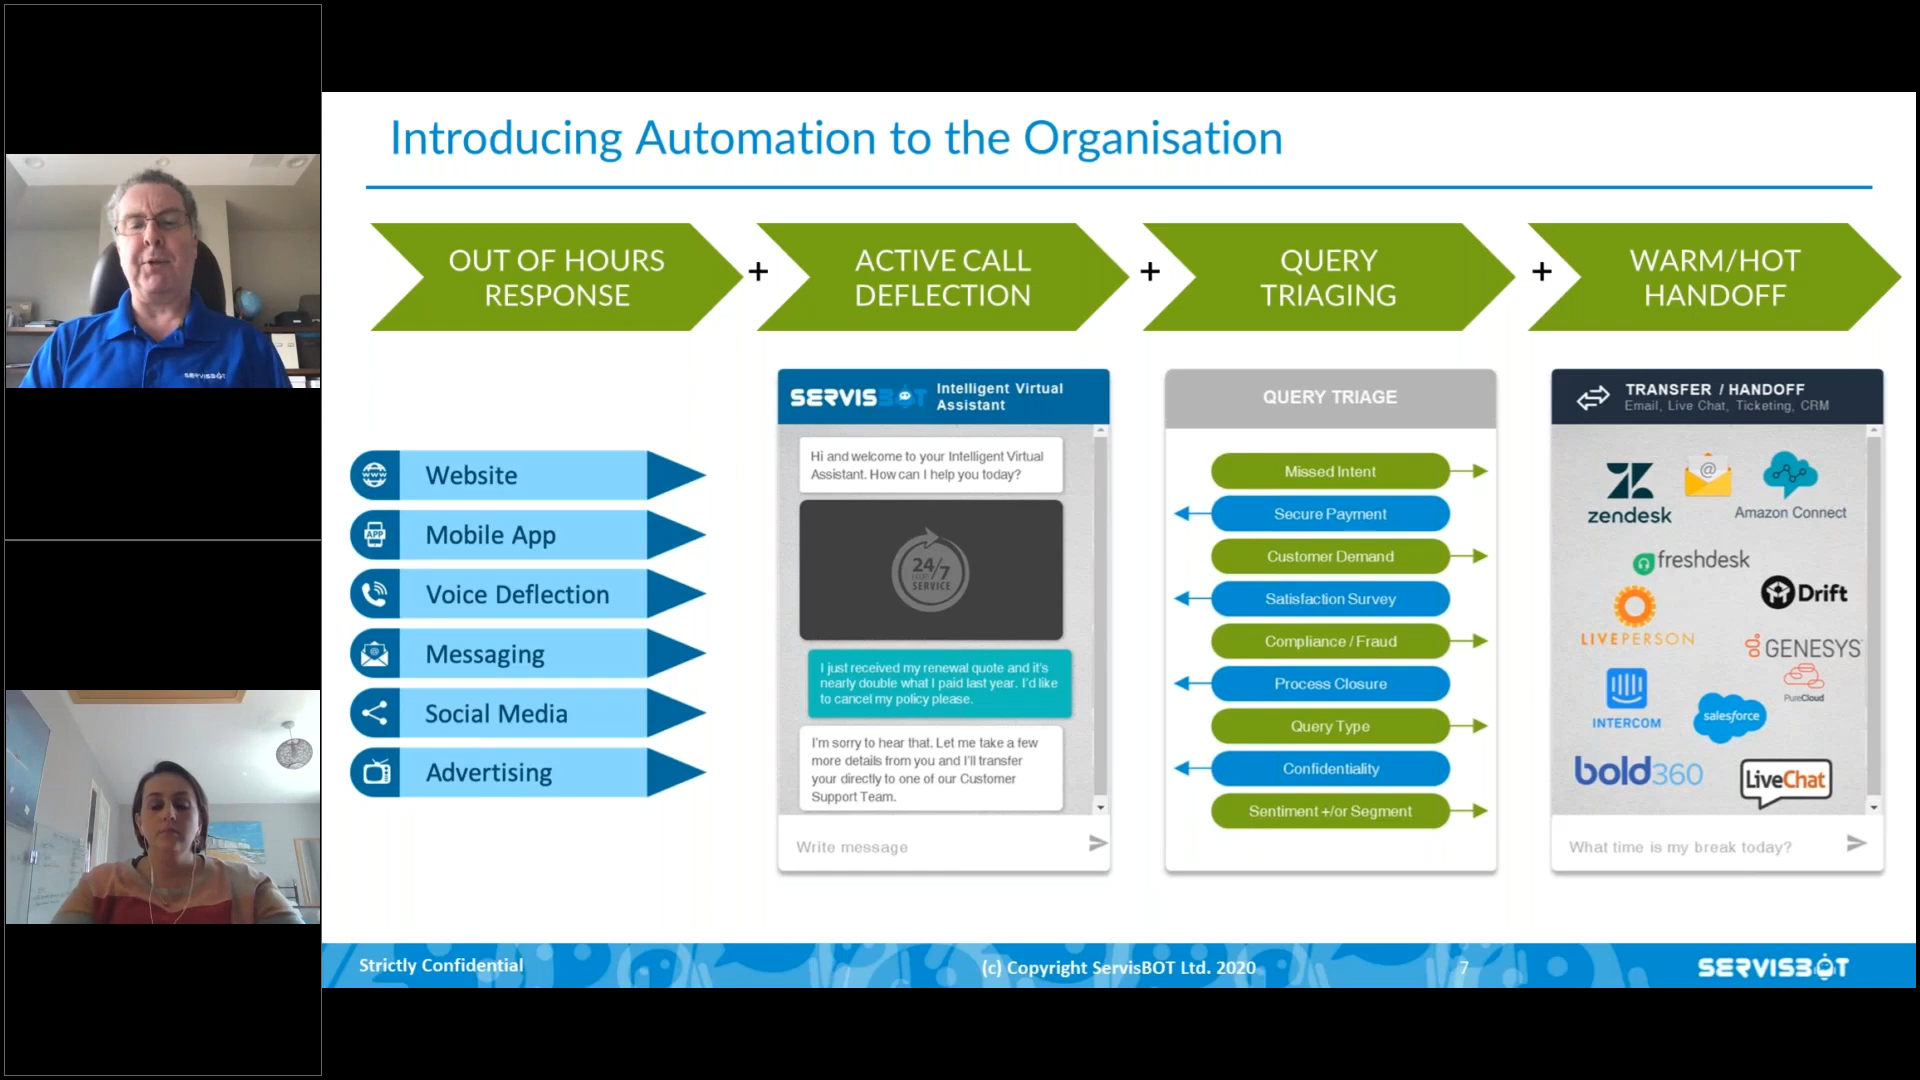 Introducing Automation to the Organisation
OUT OF HOURS
RESPONSE
+
ACTIVE CALL
DEFLECTION
+
QUERY
TRIAGING
+
WARM/HOT
HANDOFF
WWW
Website
APP
Mobile App
Voice Deflection
@
Messaging
Social Media
Advertising
SERVISBOT
Intelligent Virtual
Assistant
Hi and welcome to your Intelligent Virtual
Assistant. How can I help you today?
24/7
SERVICE
I just received my renewal quote and it's
nearly double what I paid last year. I'd like
to cancel my policy please.
I'm sorry to hear that. Let me take a few
more details from you and I'll transfer
your directly to one of our Customer
Support Team.
Write message
QUERY TRIAGE
Missed Intent
Secure Payment
Customer Demand
Satisfaction Survey
Compliance / Fraud
Process Closure
Query Type
Confidentiality
Sentiment +/or Segment
TRANSFER / HANDOFF
Email, Live Chat, Ticketing, CRM
zendesk
@
Amazon Connect
freshdesk
Drift
LIVEPERSON
GENESYS
PureCloud
INTERCOM
salesforce
bold360
LiveChat
What time is my break today?
Strictly Confidential
(c) Copyright ServisBOT Ltd. 2020
7
SERVISBOT
SERVISBOT